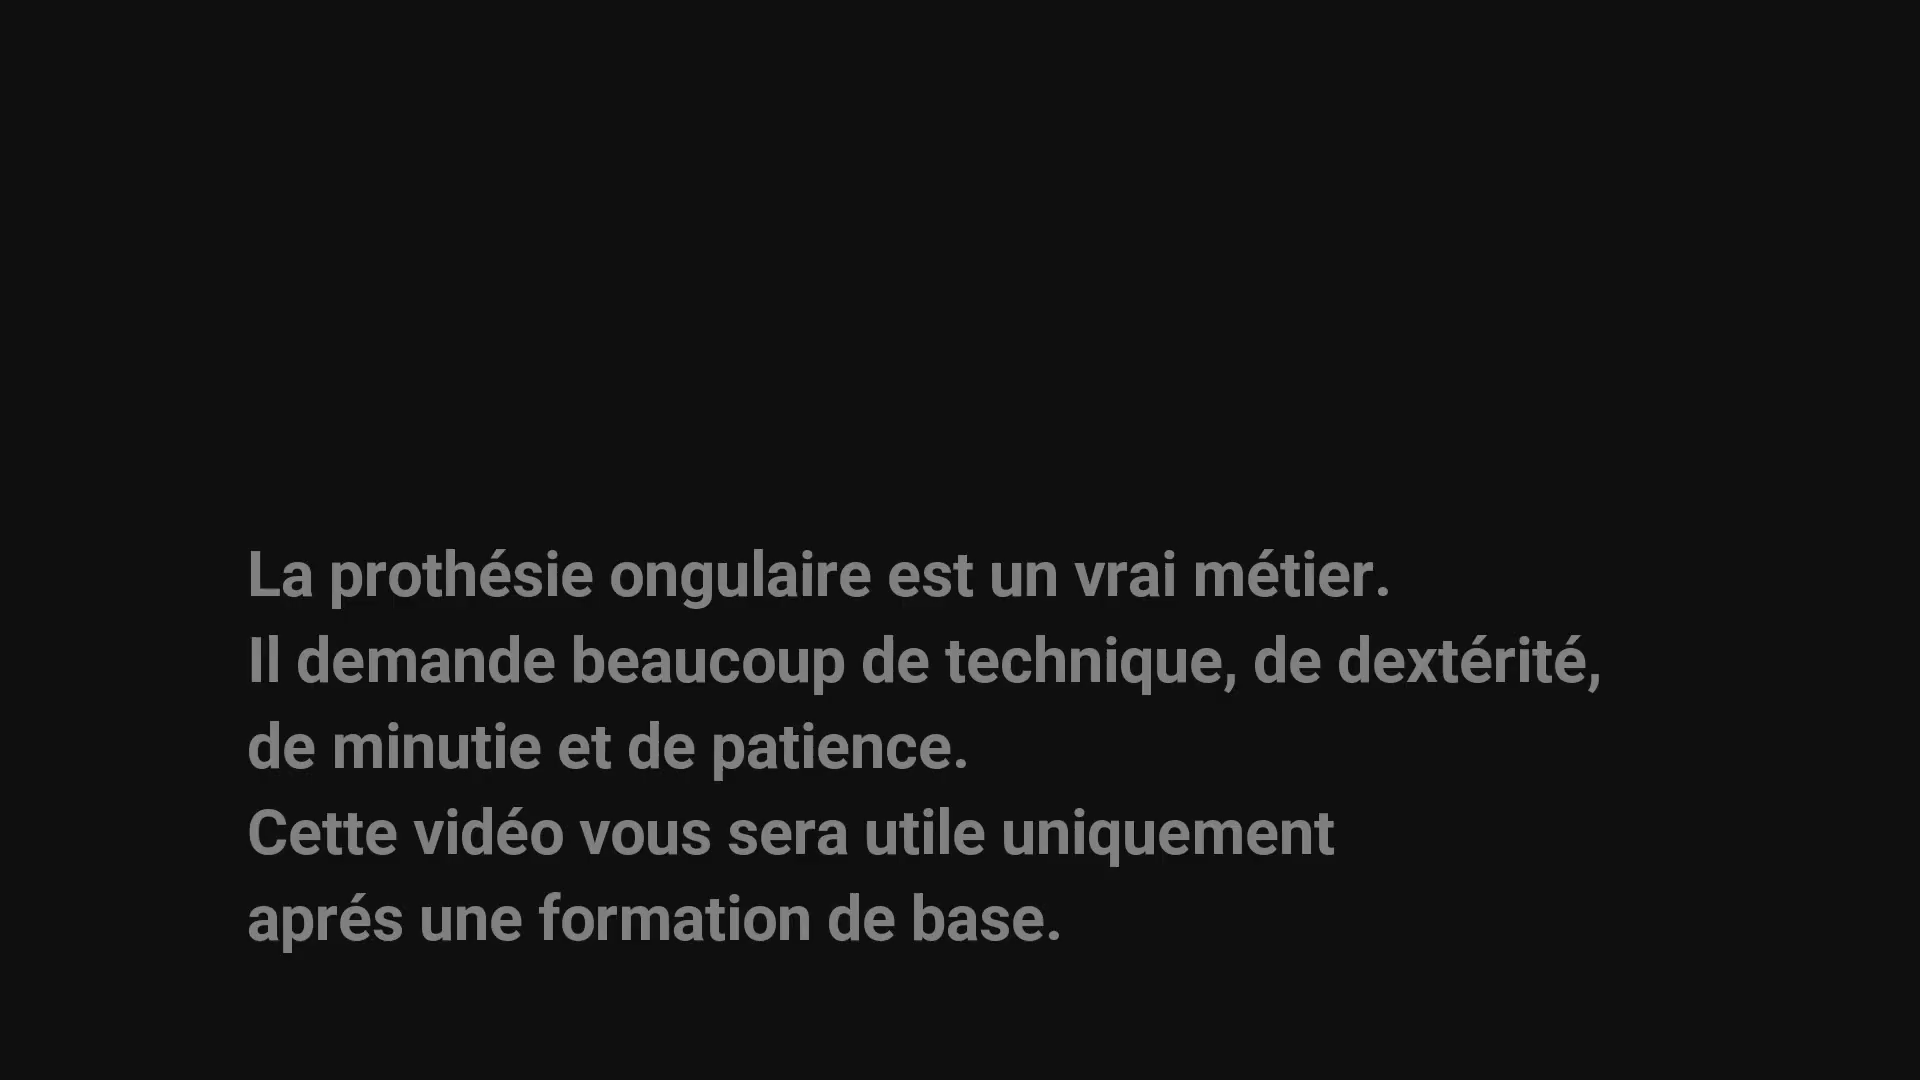 La prothésie ongulaire est un vrai métier.
Il demande beaucoup de technique, de dextérité,
de minutie et de patience.
Cette vidéo vous sera utile uniquement
aprés une formation de base.